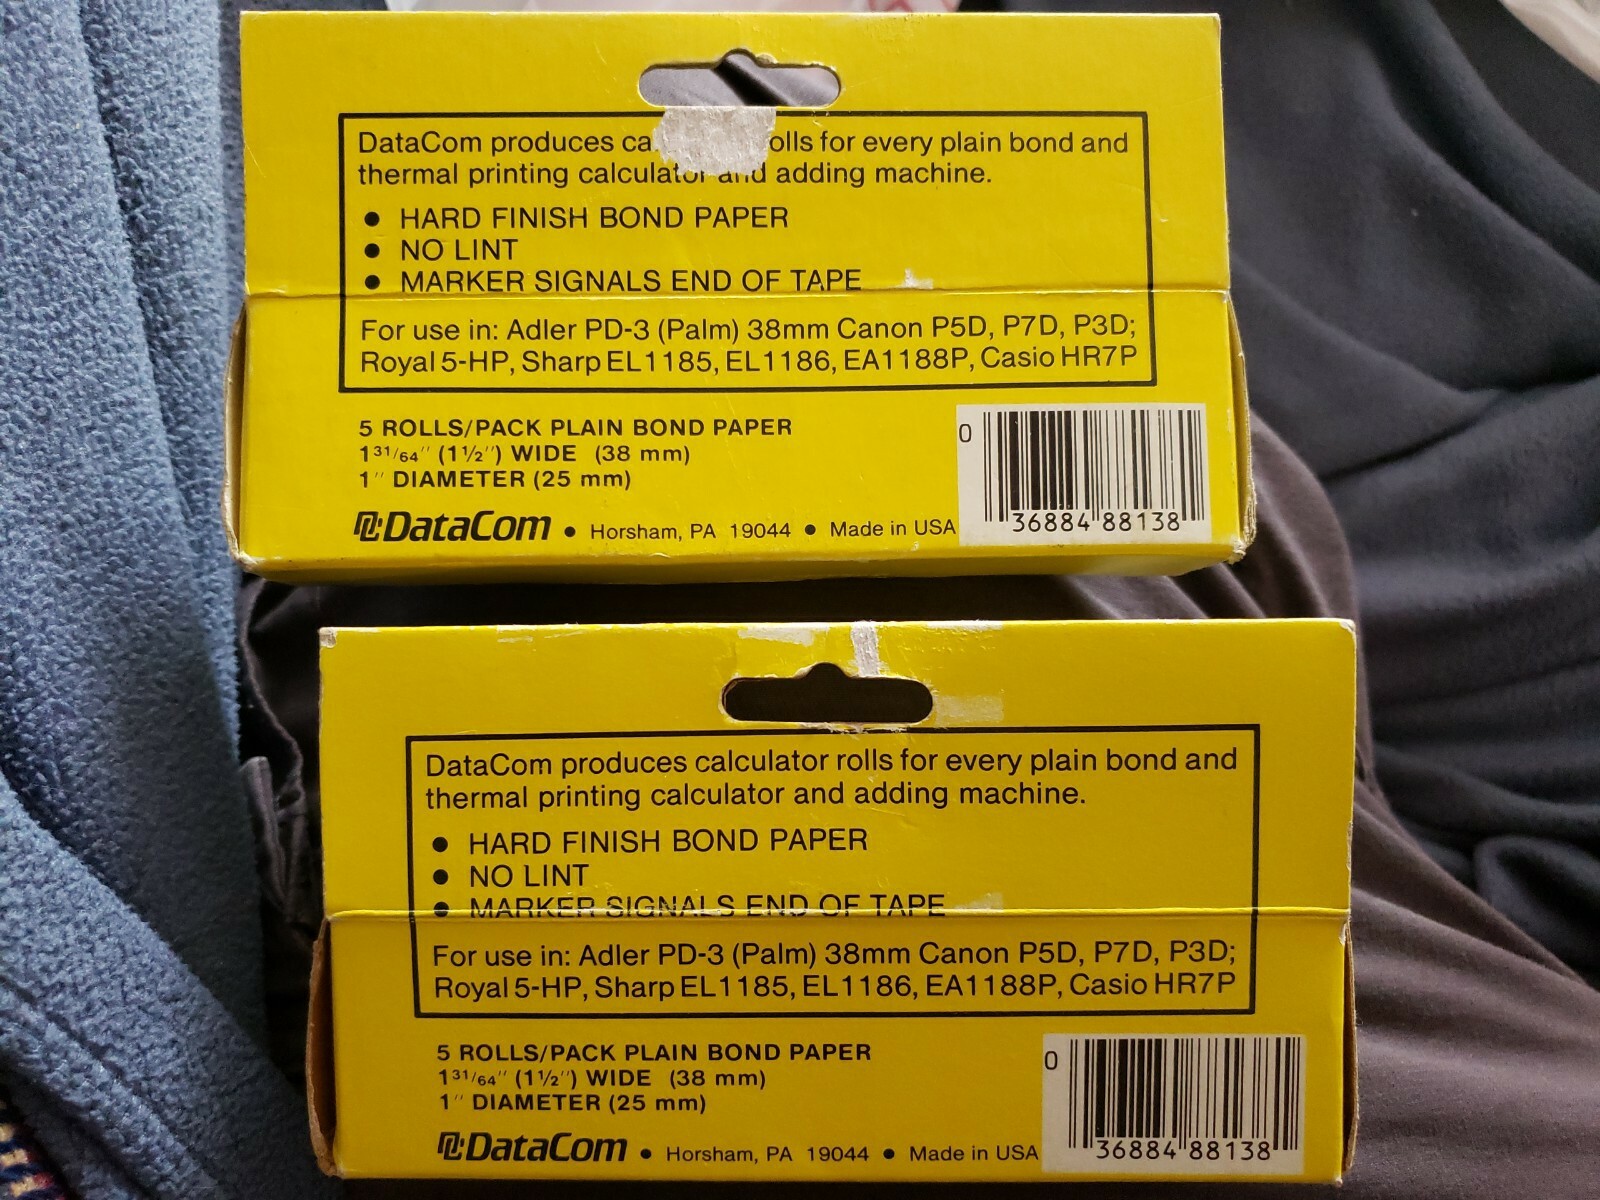 DataCom produces ca olls for every plain bond and
thermal printing calculator and adding machine.
● HARD FINISH BOND PAPER
● NO LINT
● MARKER SIGNALS END OF TAPE
For use in: Adler PD-3 (Palm) 38mm Canon P5D, P7D, P3D;
Royal 5-HP, Sharp EL1185, EL1186, EA1188P, Casio HR7P
5 ROLLS/PACK PLAIN BOND PAPER
1 31/64" (1 1/2") WIDE (38 mm)
1" DIAMETER (25 mm)
DataCom ● Horsham, PA 19044 ● Made in USA
0 36884 88138
DataCom produces calculator rolls for every plain bond and
thermal printing calculator and adding machine.
● HARD FINISH BOND PAPER
● NO LINT
● MARKER SIGNALS END OF TAPE
For use in: Adler PD-3 (Palm) 38mm Canon P5D, P7D, P3D;
Royal 5-HP, Sharp EL1185, EL1186, EA1188P, Casio HR7P
5 ROLLS/PACK PLAIN BOND PAPER
1 31/64" (1 1/2") WIDE (38 mm)
1" DIAMETER (25 mm)
DataCom ● Horsham, PA 19044 ● Made in USA
0 36884 88138